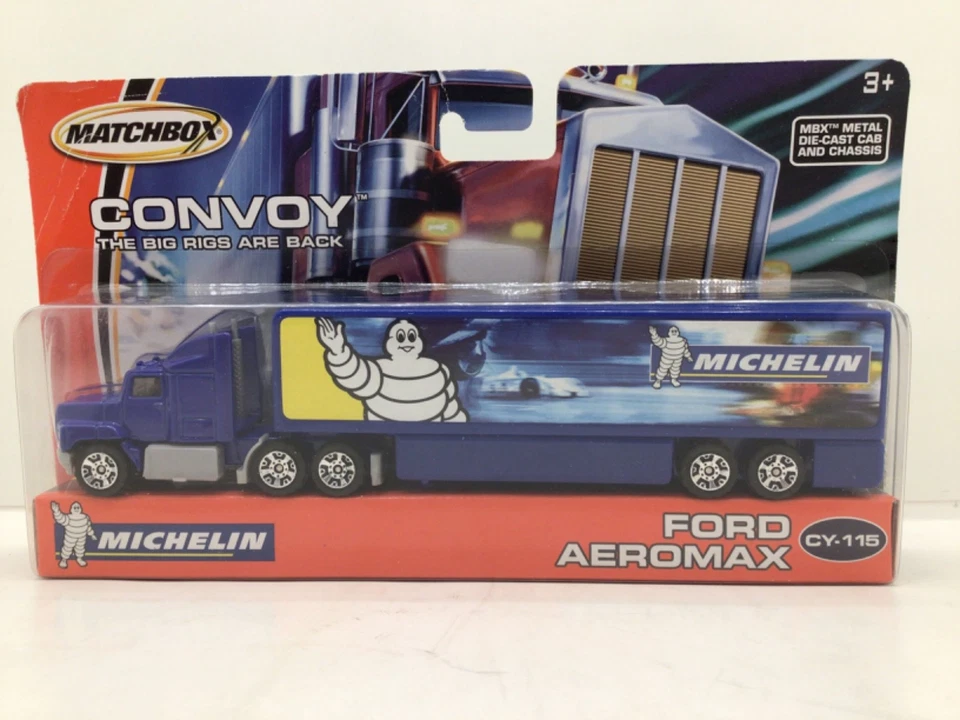 MATCHBOX
CONVOY™
THE BIG RIGS ARE BACK
3+
MBX™ METAL
DIE-CAST CAB
AND CHASSIS
MICHELIN
MICHELIN
FORD
AEROMAX
CY-115